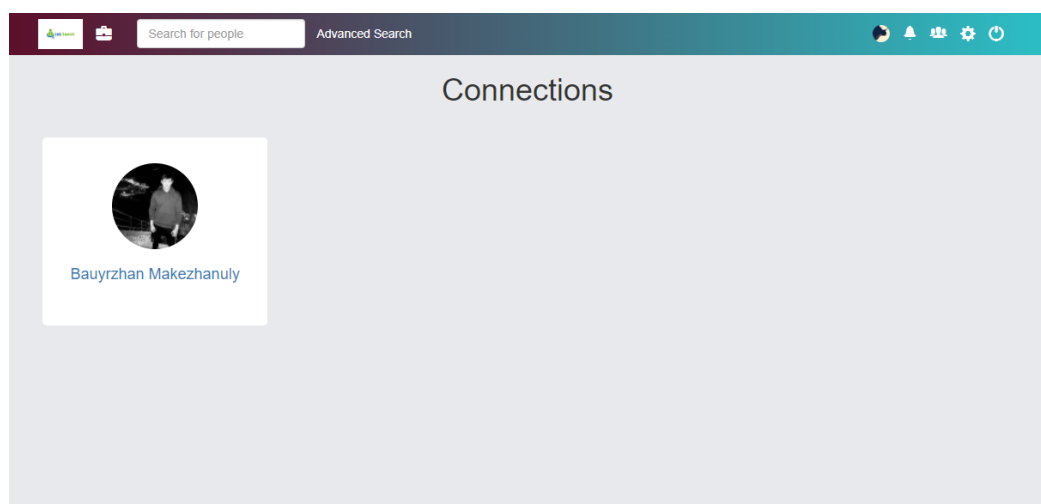 Search for people
Advanced Search
Connections
Bauyrzhan Makezhanuly